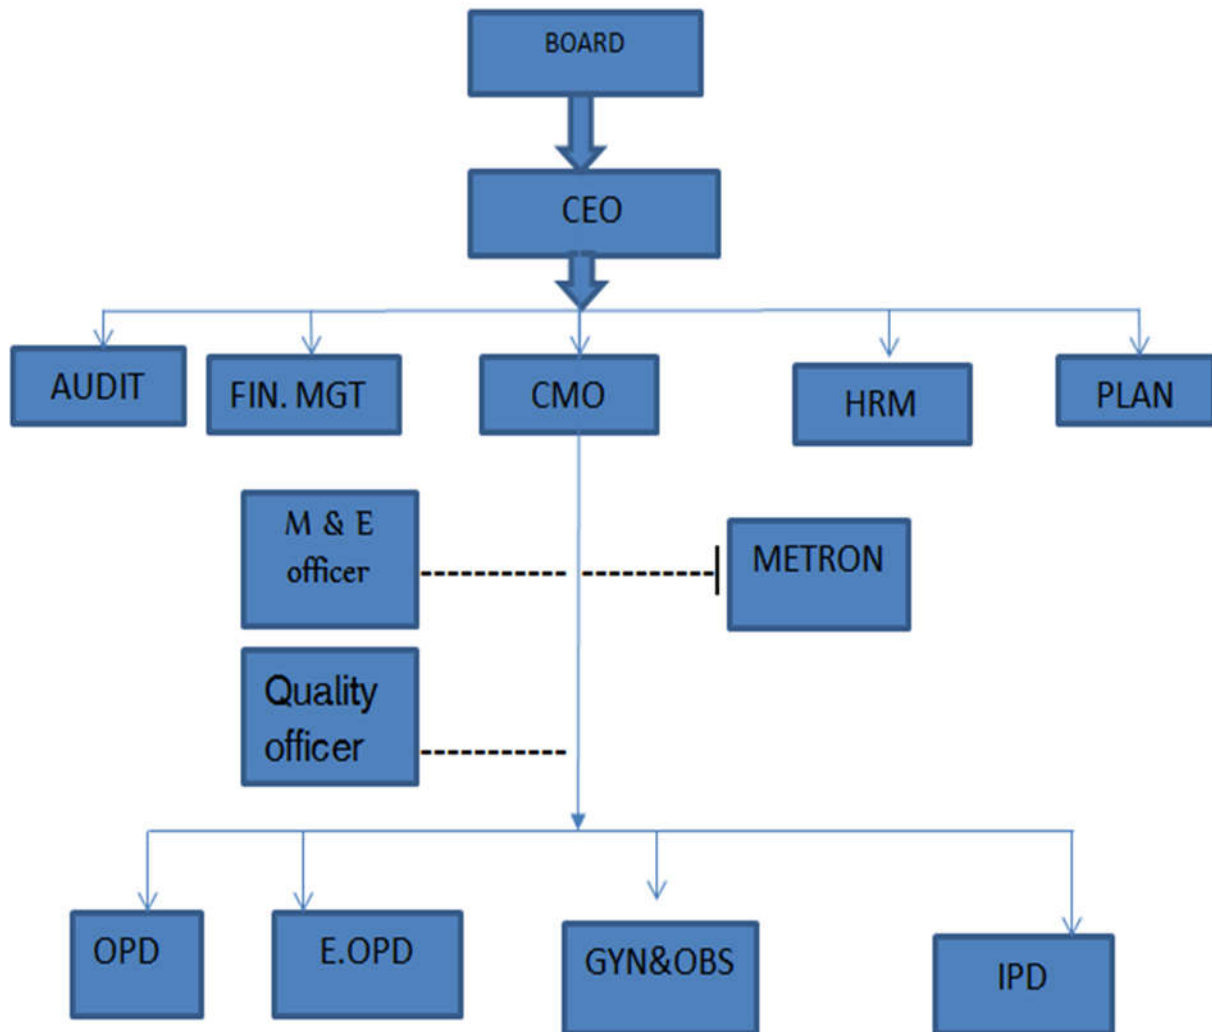 BOARD
CEO
AUDIT
FIN. MGT
CMO
HRM
PLAN
M & E
officer
METRON
Quality
officer
OPD
E.OPD
GYN&OBS
IPD